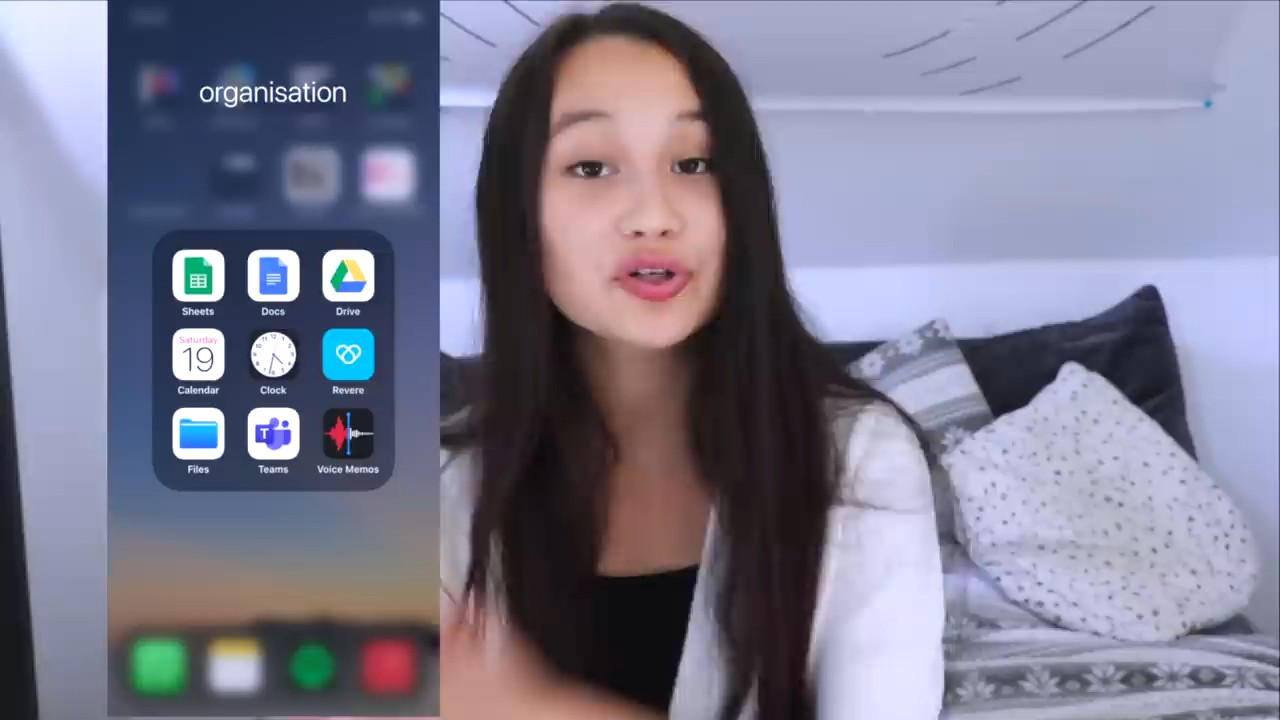 organisation
Sheets Docs Drive
Saturday
19
Calendar Clock Revere
T
Files Teams Voice Memos